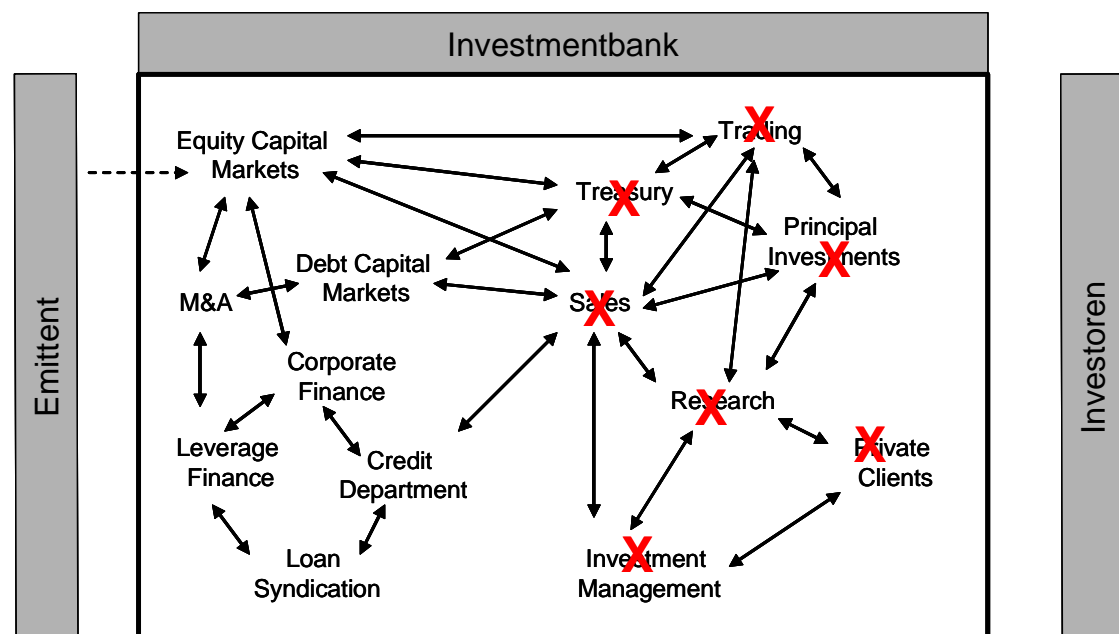 Investmentbank
Emittent
Investoren
Equity Capital
Markets
Trading
Treasury
Principal
Investments
Debt Capital
Markets
M&A
Sales
Corporate
Finance
Research
Leverage
Finance
Credit
Department
Private
Clients
Loan
Syndication
Investment
Management
X
X
X
X
X
X
X